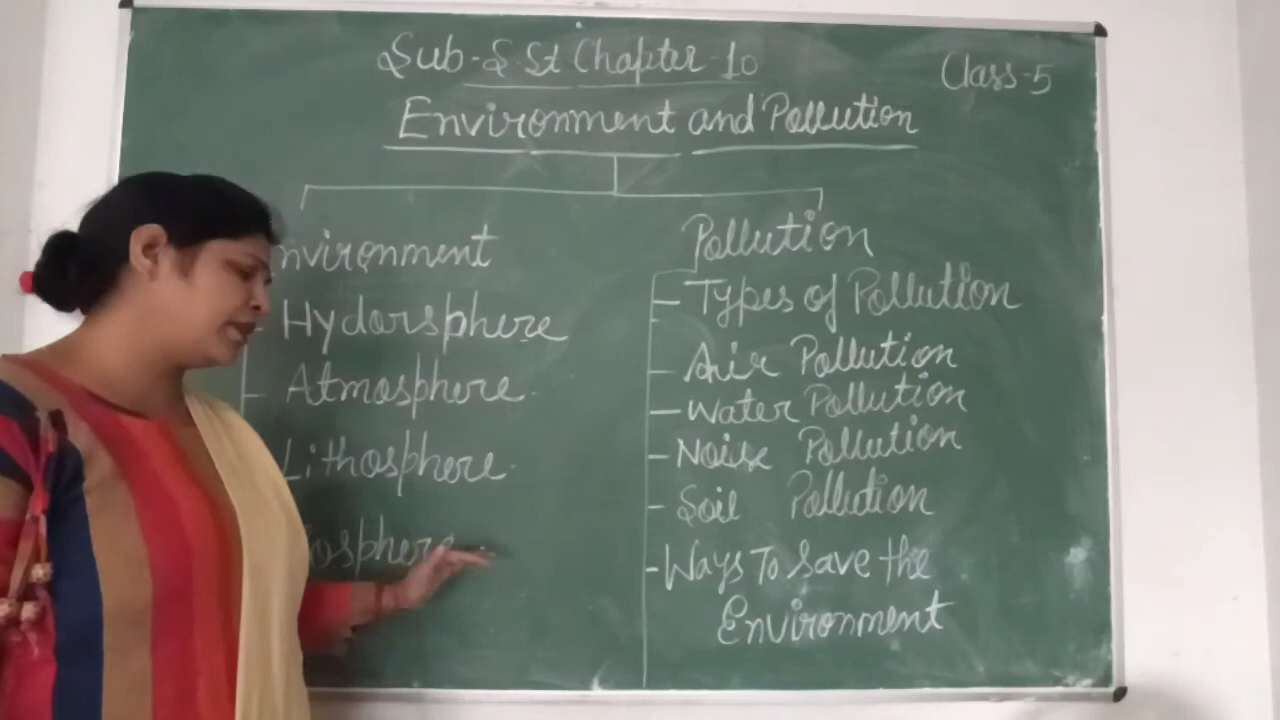 Sub-S.St Chapter-10
Class-5
Environment and Pollution
nvironment
Hydorsphere
Atmosphere
Lithosphere
osphere
Pollution
Types of Pollution
Air Pollution
Water Pollution
Noise Pollution
Soil Pollution
Ways To Save the
Environment